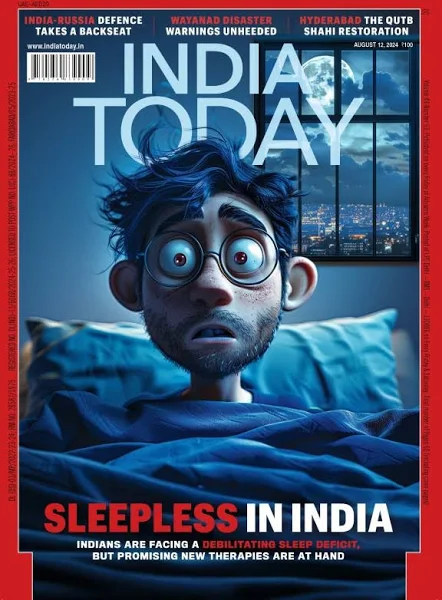 INDIA-RUSSIA DEFENCE
TAKES A BACKSEAT
WAYANAD DISASTER
WARNINGS UNHEEDED
HYDERABAD THE QUTB
SHAHI RESTORATION
www.indiatoday.in
AUGUST 12, 2024 ₹100
INDIA
TODAY
SLEEPLESS IN INDIA
INDIANS ARE FACING A DEBILITATING SLEEP DEFICIT,
BUT PROMISING NEW THERAPIES ARE AT HAND